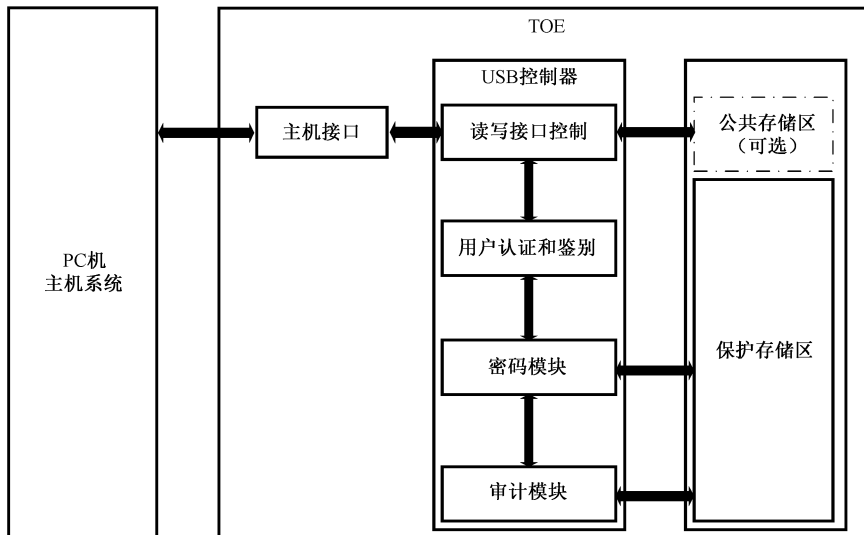 TOE
USB控制器
主机接口
读写接口控制
公共存储区
（可选）
用户认证和鉴别
PC机
主机系统
密码模块
保护存储区
审计模块